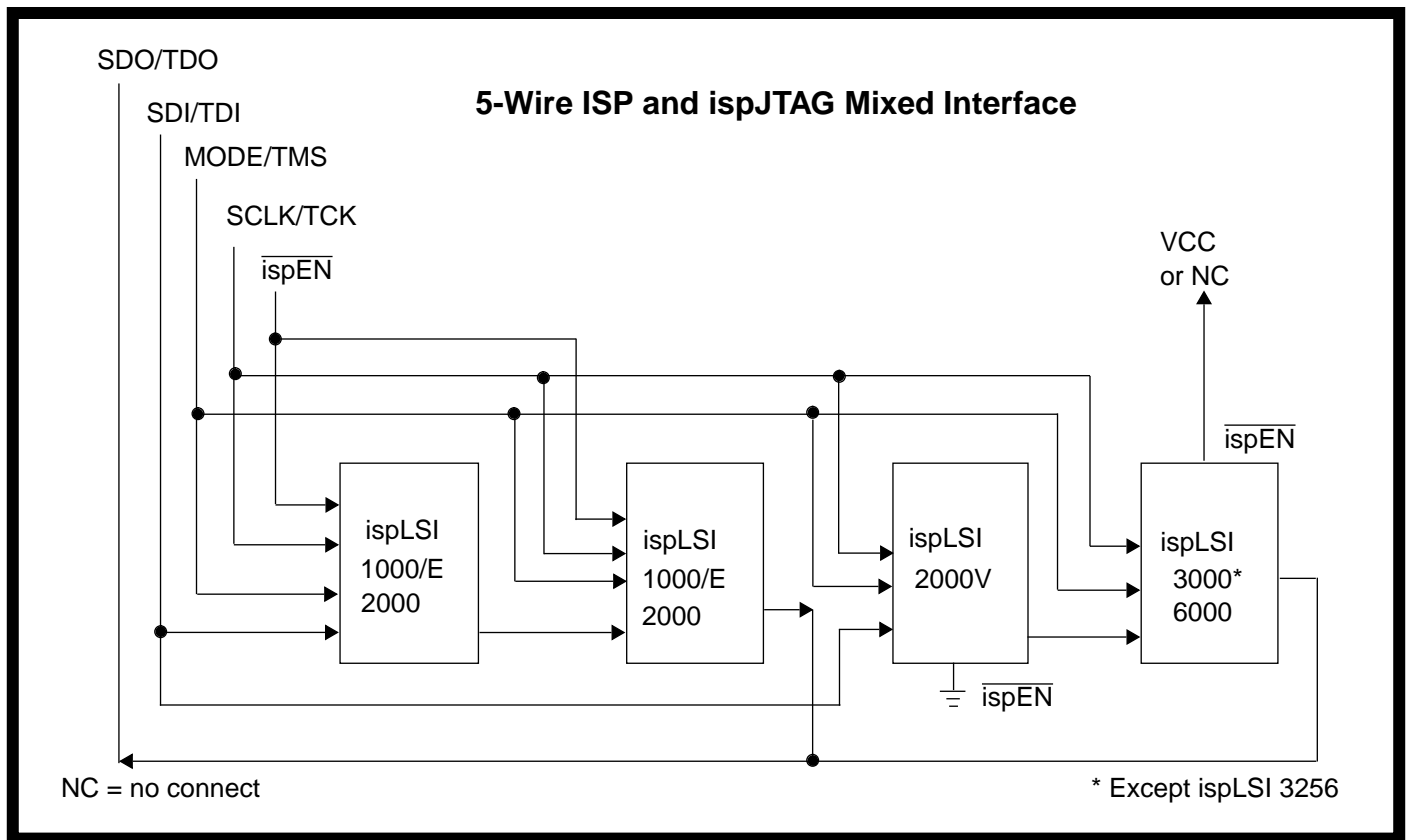 SDO/TDO
5-Wire ISP and ispJTAG Mixed Interface
SDI/TDI
MODE/TMS
SCLK/TCK
ispEN
VCC
or NC
ispEN
ispLSI
1000/E
2000
ispLSI
1000/E
2000
ispLSI
2000V
ispLSI
3000*
6000
ispEN
NC = no connect
* Except ispLSI 3256